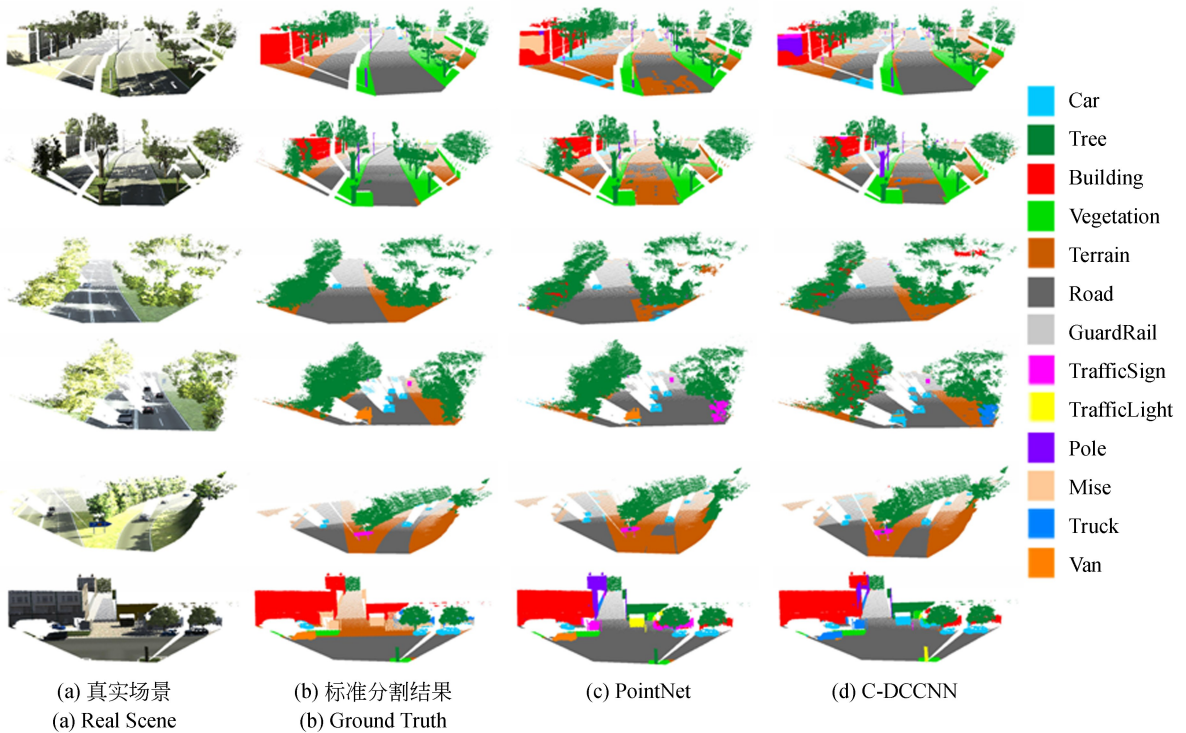 Car
Tree
Building
Vegetation
Terrain
Road
GuardRail
TrafficSign
TrafficLight
Pole
Mise
Truck
Van
(a) 真实场景
(b) 标准分割结果
(c) PointNet
(d) C-DCCNN
(a) Real Scene
(b) Ground Truth